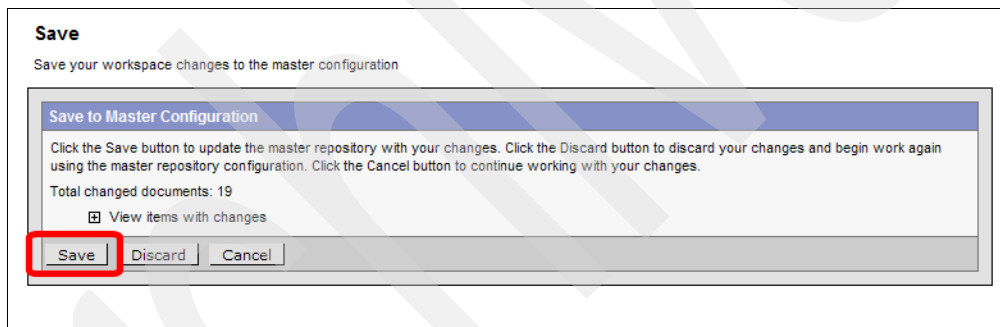 Save
Save your workspace changes to the master configuration
Save to Master Configuration
Click the Save button to update the master repository with your changes. Click the Discard button to discard your changes and begin work again
using the master repository configuration. Click the Cancel button to continue working with your changes.
Total changed documents: 19
View items with changes
Save Discard Cancel